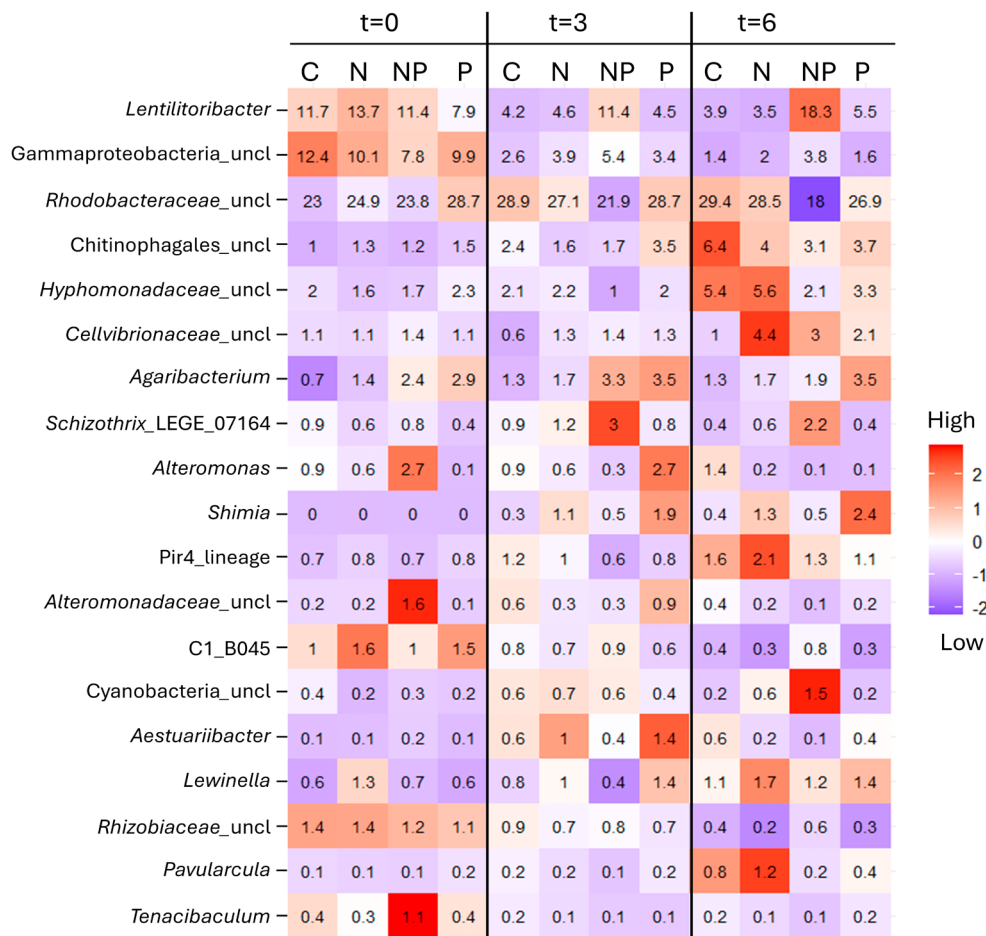 t=0 t=3 t=6
C N NP P C N NP P C N NP P
Lentilitoribacter 11.7 13.7 11.4 7.9 4.2 4.6 11.4 4.5 3.9 3.5 18.3 5.5
Gammaproteobacteria_uncl 12.4 10.1 7.8 9.9 2.6 3.9 5.4 3.4 1.4 2 3.8 1.6
Rhodobacteraceae_uncl 23 24.9 23.8 28.7 28.9 27.1 21.9 28.7 29.4 28.5 18 26.9
Chitinophagales_uncl 1 1.3 1.2 1.5 2.4 1.6 1.7 3.5 6.4 4 3.1 3.7
Hyphomonadaceae_uncl 2 1.6 1.7 2.3 2.1 2.2 1 2 5.4 5.6 2.1 3.3
Cellvibrionaceae_uncl 1.1 1.1 1.4 1.1 0.6 1.3 1.4 1.3 1 4.4 3 2.1
Agaribacterium 0.7 1.4 2.4 2.9 1.3 1.7 3.3 3.5 1.3 1.7 1.9 3.5
Schizothrix_LEGE_07164 0.9 0.6 0.8 0.4 0.9 1.2 3 0.8 0.4 0.6 2.2 0.4
Alteromonas 0.9 0.6 2.7 0.1 0.9 0.6 0.3 2.7 1.4 0.2 0.1 0.1
Shimia 0 0 0 0 0.3 1.1 0.5 1.9 0.4 1.3 0.5 2.4
Pir4_lineage 0.7 0.8 0.7 0.8 1.2 1 0.6 0.8 1.6 2.1 1.3 1.1
Alteromonadaceae_uncl 0.2 0.2 1.6 0.1 0.6 0.3 0.3 0.9 0.4 0.2 0.1 0.2
C1_B045 1 1.6 1 1.5 0.8 0.7 0.9 0.6 0.4 0.3 0.8 0.3
Cyanobacteria_uncl 0.4 0.2 0.3 0.2 0.6 0.7 0.6 0.4 0.2 0.6 1.5 0.2
Aestuariibacter 0.1 0.1 0.2 0.1 0.6 1 0.4 1.4 0.6 0.2 0.1 0.4
Lewinella 0.6 1.3 0.7 0.6 0.8 1 0.4 1.4 1.1 1.7 1.2 1.4
Rhizobiaceae_uncl 1.4 1.4 1.2 1.1 0.9 0.7 0.8 0.7 0.4 0.2 0.6 0.3
Pavularcula 0.1 0.1 0.1 0.2 0.2 0.2 0.1 0.2 0.8 1.2 0.2 0.4
Tenacibaculum 0.4 0.3 1.1 0.4 0.2 0.1 0.1 0.1 0.2 0.1 0.1 0.2
High
2
1
0
-1
-2
Low